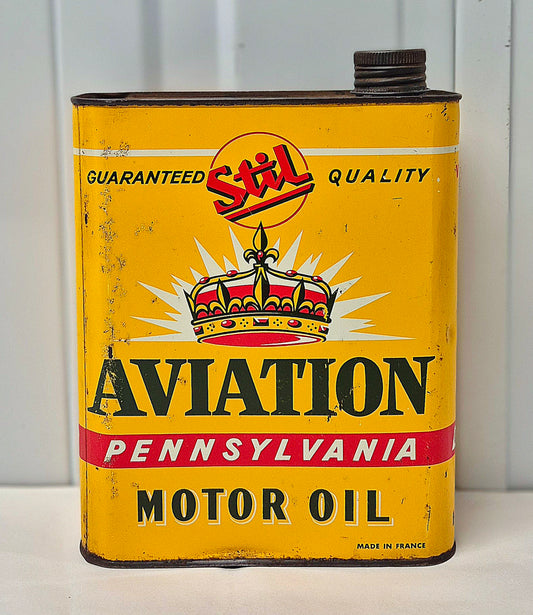 Stil
GUARANTEED QUALITY
AVIATION
PENNSYLVANIA
MOTOR OIL
MADE IN FRANCE